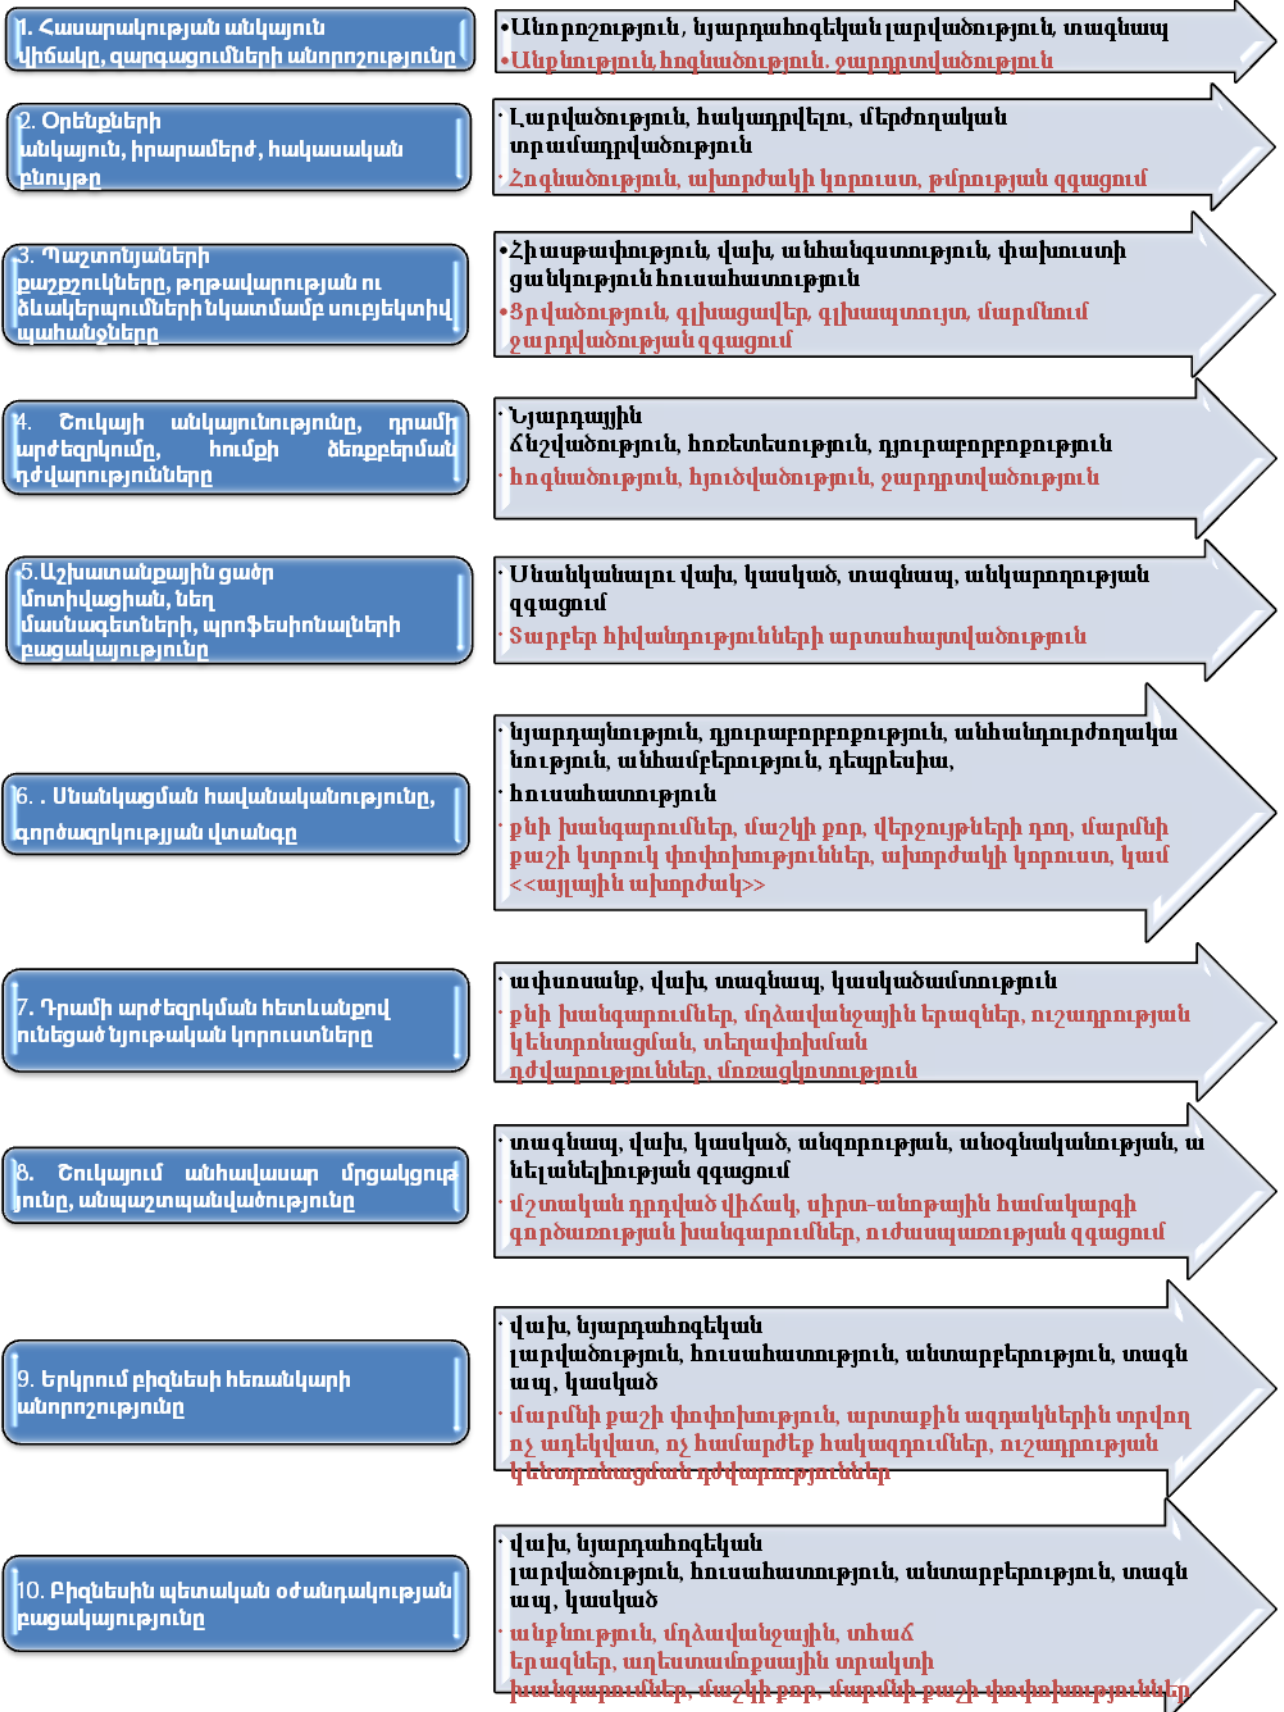 1. Հասարակության անկայուն
վիճակը, զարգացումների անորոշությունը
•Անորոշություն, նյարդահոգեկան լարվածություն, տագնապ
•Անքնություն, հոգնածություն. ջարդրտվածություն
2. Օրենքների
անկայուն, իրարամերժ, հակասական
բնույթը
· Լարվածություն, հակադրվելու, մերժողական
տրամադրվածություն
· Հոգնածություն, ախորժակի կորուստ, թմրության զգացում
3. Պաշտոնյաների
քաշքշուկները, թղթավարության ու
ձևակերպումների նկատմամբ սուբյեկտիվ
պահանջները
•Հիասթափություն, վախ, անհանգստություն, փախուստի
ցանկություն հուսահատություն
•Ցրվածություն, գլխացավեր, գլխապտույտ, մարմնում
ջարդվածության զգացում
4. Շուկայի անկայունությունը, դրամի
արժեզրկումը, հումքի ձեռքբերման
դժվարությունները
· Նյարդային
ճնշվածություն, հոռետեսություն, դյուրաբորբոքություն
· հոգնածություն, հյուծվածություն, ջարդրտվածություն
5.Աշխատանքային ցածր
մոտիվացիան, նեղ
մասնագետների, պրոֆեսիոնալների
բացակայությունը
· Սնանկանալու վախ, կասկած, տագնապ, անկարողության
զգացում
· Տարբեր հիվանդությունների արտահայտվածություն
6. . Սնանկացման հավանականությունը,
գործազրկությյան վտանգը
· նյարդայնություն, դյուրաբորբոքություն, անհանդուրժողակա
նություն, անհամբերություն, դեպրեսիա,
· հուսահատություն
· քնի խանգարումներ, մաշկի քոր, վերջույթների դող, մարմնի
քաշի կտրուկ փոփոխություններ, ախորժակի կորուստ, կամ
<<այլային ախորժակ>>
7. Դրամի արժեզրկման հետևանքով
ունեցած նյութական կորուստները
· ափսոսանք, վախ, տագնապ, կասկածամտություն
· քնի խանգարումներ, մղձավանջային երազներ, ուշադրության
կենտրոնացման, տեղափոխման
դժվարություններ, մոռացկոտություն
8. Շուկայում անհավասար մրցակցութ
յունը, անպաշտպանվածությունը
· տագնապ, վախ, կասկած, անզորության, անօգնականության, ա
նելանելիության զգացում
· մշտական դրդված վիճակ, սիրտ-անոթային համակարգի
գործառության խանգարումներ, ուժասպառության զգացում
9. Երկրում բիզնեսի հեռանկարի
անորոշությունը
· վախ, նյարդահոգեկան
լարվածություն, հուսահատություն, անտարբերություն, տագն
ապ, կասկած
· մարմնի քաշի փոփոխություն, արտաքին ազդակներին տրվող
ոչ ադեկվատ, ոչ համարժեք հակազդումներ, ուշադրության
կենտրոնացման դժվարություններ
10. Բիզնեսին պետական օժանդակության
բացակայությունը
· վախ, նյարդահոգեկան
լարվածություն, հուսահատություն, անտարբերություն, տագն
ապ, կասկած
· անքնություն, մղձավանջային, տհաճ
երազներ, աղեստամոքսային տրակտի
խանգարումներ, մաշկի քոր, մարմնի քաշի փոփոխություններ